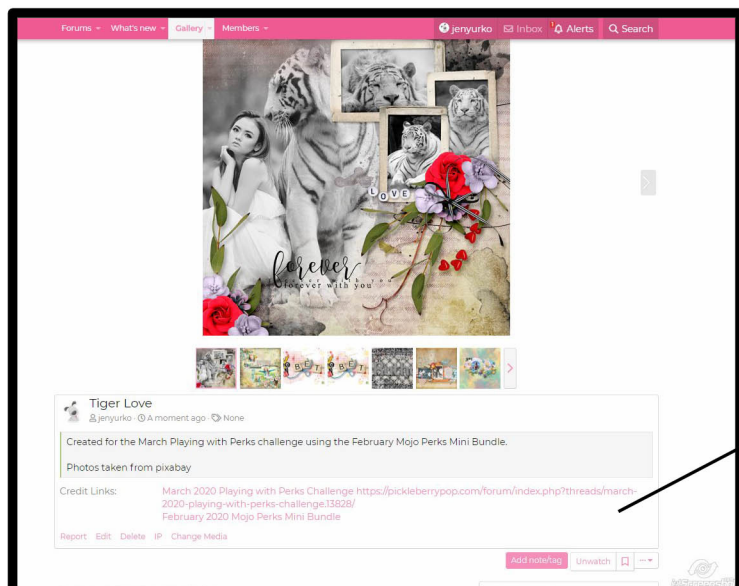 Forums What's new Gallery Members jenyurko Inbox Alerts Search
LOVE
forever
forever with you
BET
BET
Tiger Love
jenyurko · A moment ago · None
Created for the March Playing with Perks challenge using the February Mojo Perks Mini Bundle.
Photos taken from pixabay
Credit Links: March 2020 Playing with Perks Challenge https://pickleberrypop.com/forum/index.php?threads/march-
2020-playing-with-perks-challenge.13828/
February 2020 Mojo Perks Mini Bundle
Report Edit Delete IP Change Media
Add note/tag Unwatch